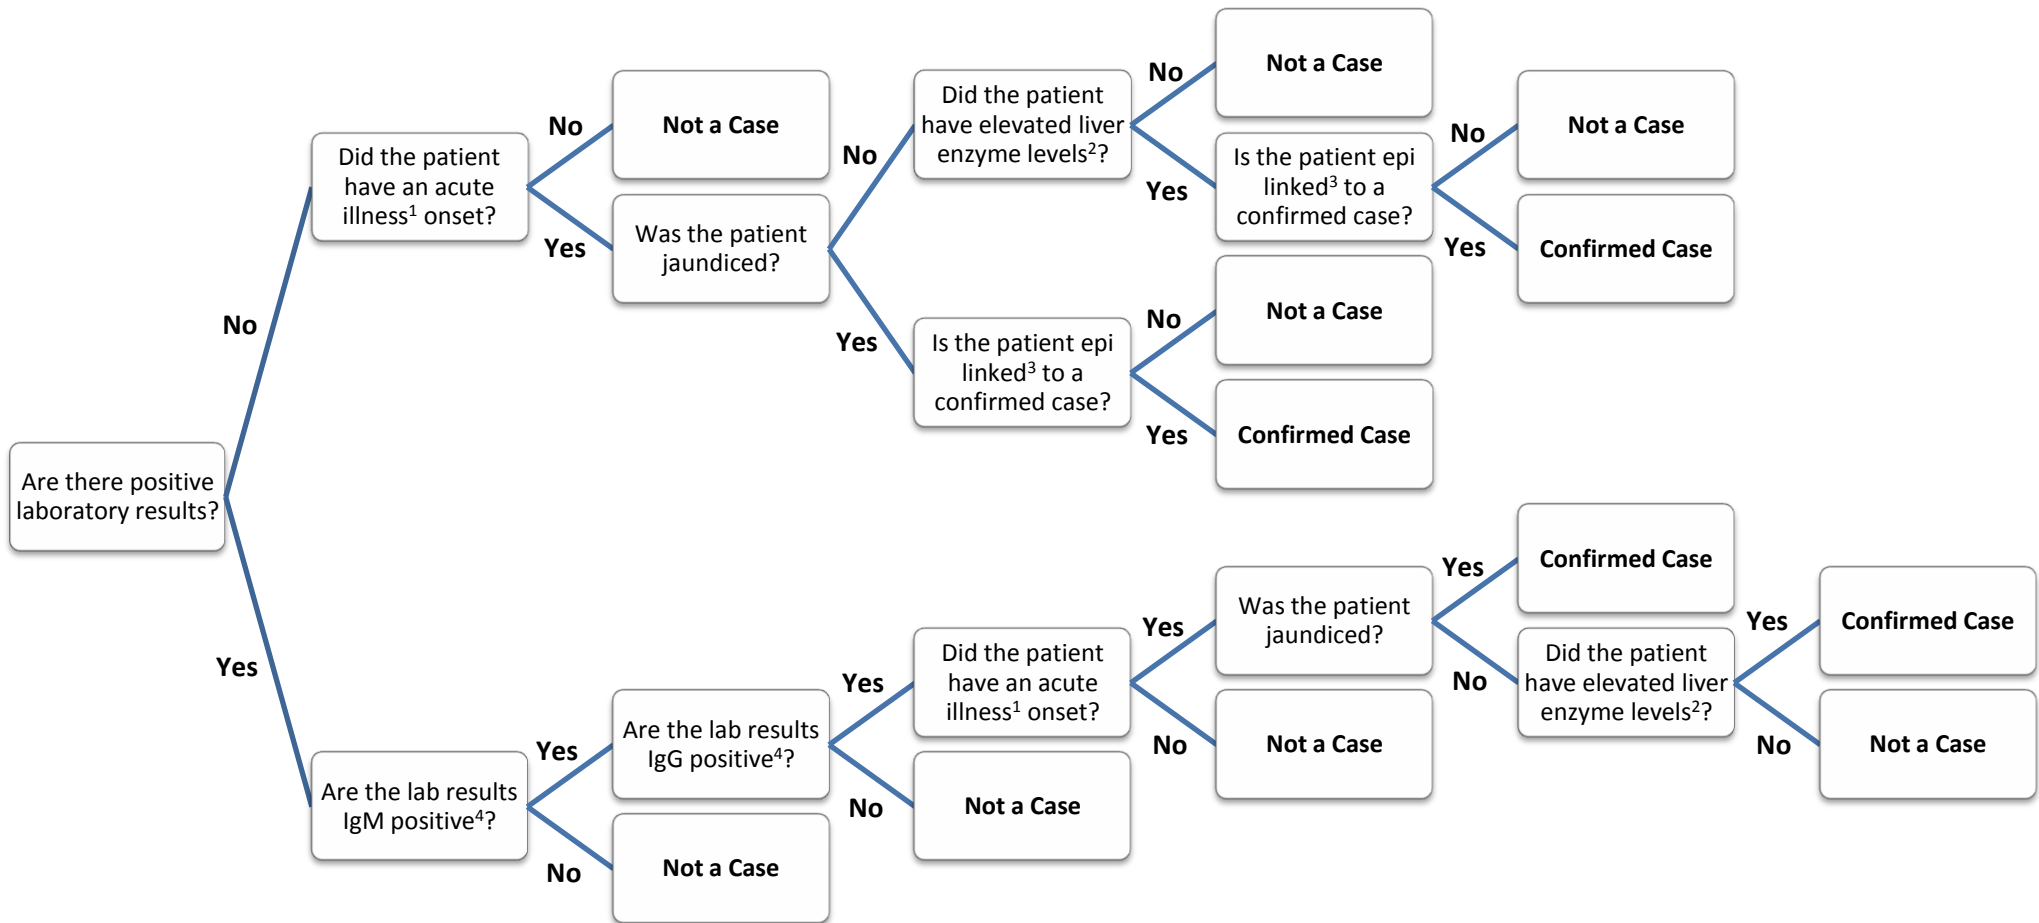 Are there positive
laboratory results?
No
Did the patient
have an acute
illness¹ onset?
No
Not a Case
Yes
Was the patient
jaundiced?
No
Did the patient
have elevated liver
enzyme levels²?
No
Not a Case
Yes
Is the patient epi
linked³ to a
confirmed case?
No
Not a Case
Yes
Confirmed Case
Yes
Is the patient epi
linked³ to a
confirmed case?
No
Not a Case
Yes
Confirmed Case
Yes
Are the lab results
IgM positive⁴?
Yes
Are the lab results
IgG positive⁴?
Yes
Did the patient
have an acute
illness¹ onset?
Yes
Was the patient
jaundiced?
Yes
Confirmed Case
No
Did the patient
have elevated liver
enzyme levels²?
Yes
Confirmed Case
No
Not a Case
No
Not a Case
No
Not a Case
No
Not a Case